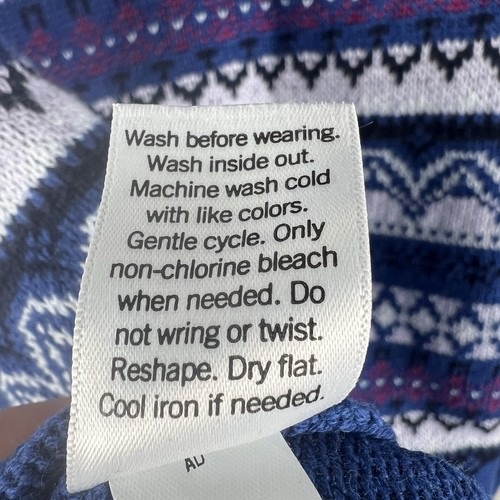 Wash before wearing.
Wash inside out.
Machine wash cold
with like colors.
Gentle cycle. Only
non-chlorine bleach
when needed. Do
not wring or twist.
Reshape. Dry flat.
Cool iron if needed.